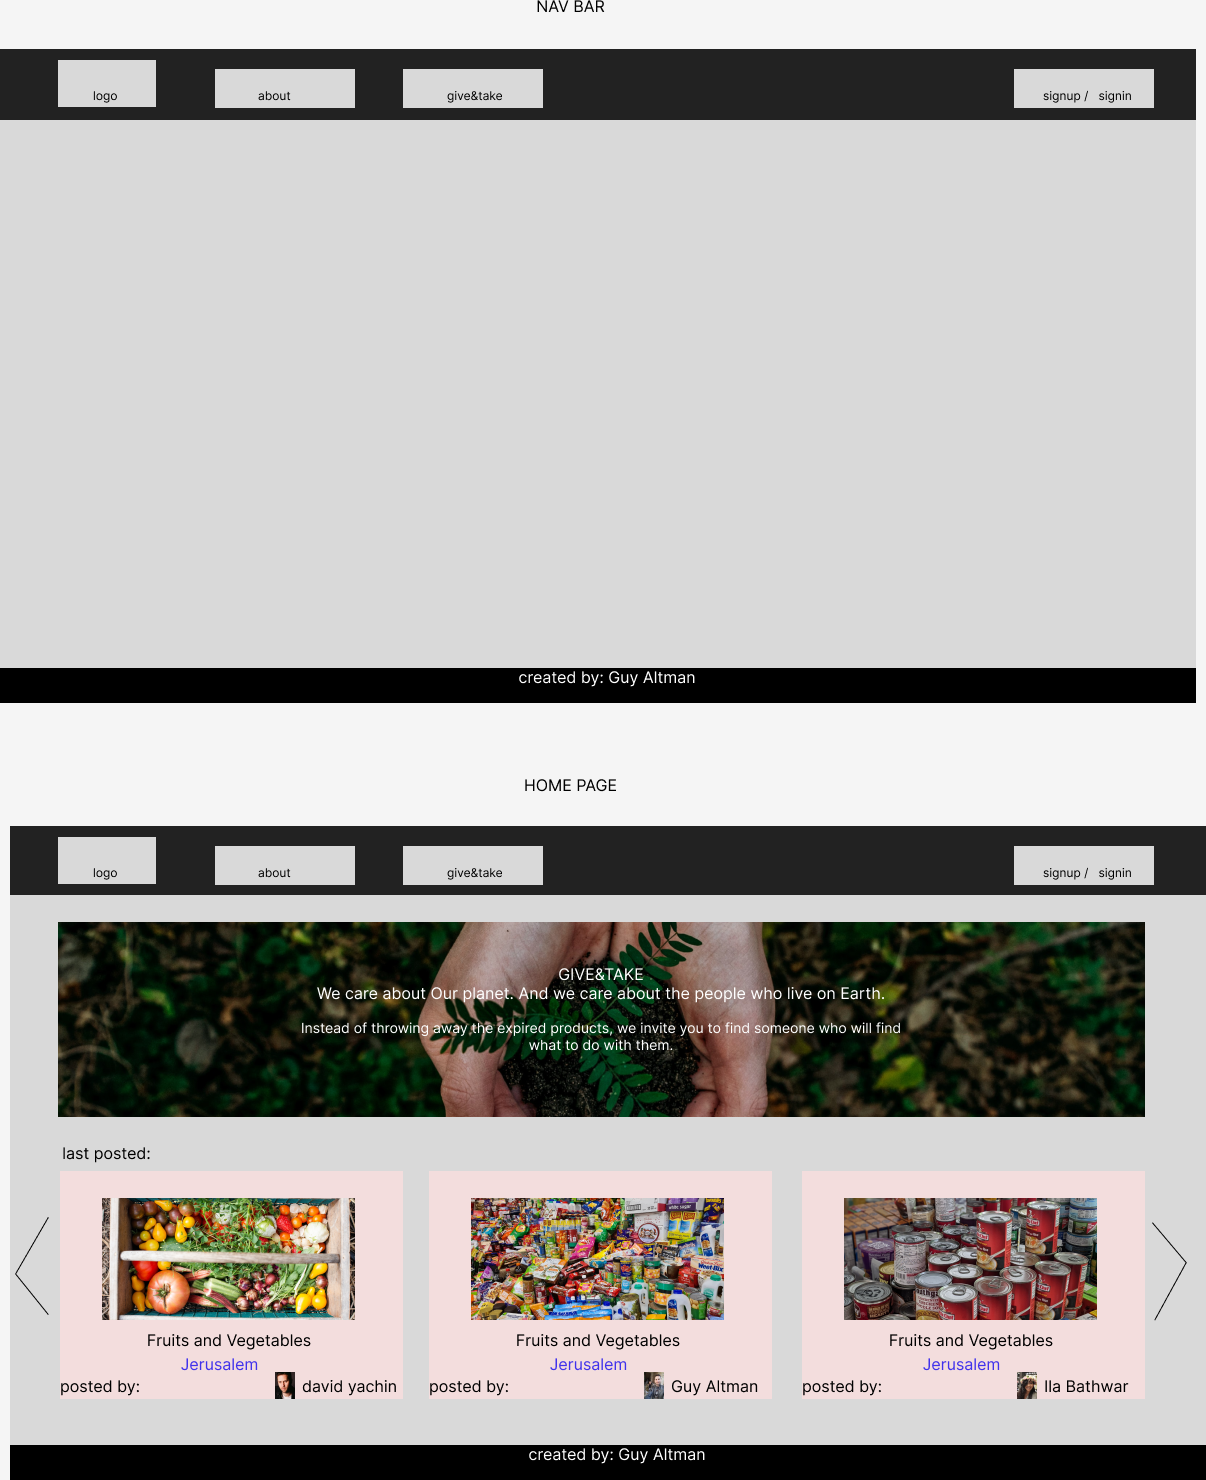 NAV BAR
logo
about
give&take
signup / signin
created by: Guy Altman
HOME PAGE
logo
about
give&take
signup / signin
GIVE&TAKE
We care about Our planet. And we care about the people who live on Earth.
Instead of throwing away the expired products, we invite you to find someone who will find
what to do with them.
last posted:
Fruits and Vegetables
Jerusalem
posted by: david yachin
Fruits and Vegetables
Jerusalem
posted by: Guy Altman
Fruits and Vegetables
Jerusalem
posted by: Ila Bathwar
created by: Guy Altman